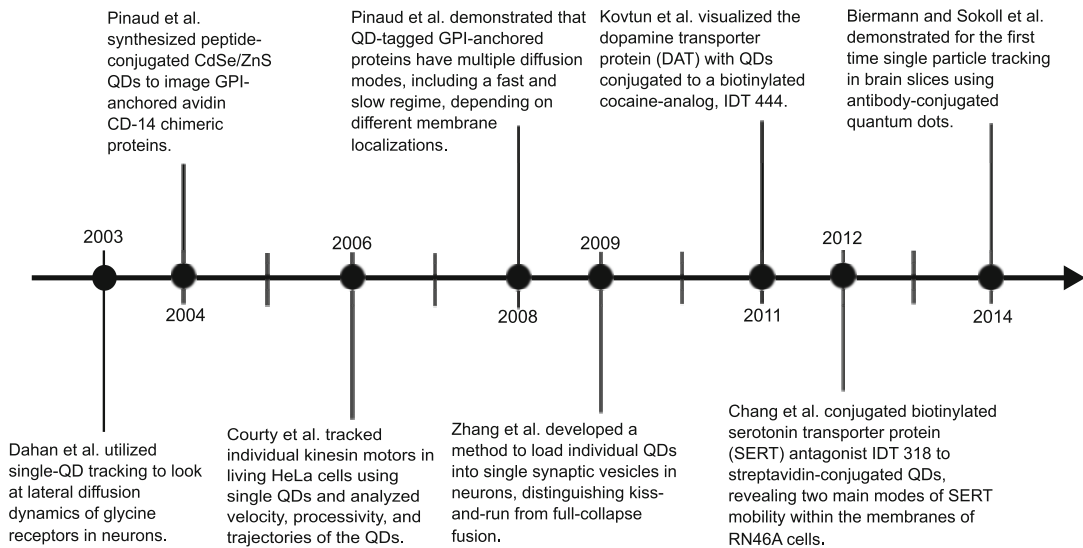 Pinaud et al.
synthesized peptide-
conjugated CdSe/ZnS
QDs to image GPI-
anchored avidin
CD-14 chimeric
proteins.
Pinaud et al. demonstrated that
QD-tagged GPI-anchored
proteins have multiple diffusion
modes, including a fast and
slow regime, depending on
different membrane
localizations.
Kovtun et al. visualized the
dopamine transporter
protein (DAT) with QDs
conjugated to a biotinylated
cocaine-analog, IDT 444.
Biermann and Sokoll et al.
demonstrated for the first
time single particle tracking
in brain slices using
antibody-conjugated
quantum dots.
2003
2004
2006
2008
2009
2011
2012
2014
Dahan et al. utilized
single-QD tracking to look
at lateral diffusion
dynamics of glycine
receptors in neurons.
Courty et al. tracked
individual kinesin motors in
living HeLa cells using
single QDs and analyzed
velocity, processivity, and
trajectories of the QDs.
Zhang et al. developed a
method to load individual QDs
into single synaptic vesicles in
neurons, distinguishing kiss-
and-run from full-collapse
fusion.
Chang et al. conjugated biotinylated
serotonin transporter protein
(SERT) antagonist IDT 318 to
streptavidin-conjugated QDs,
revealing two main modes of SERT
mobility within the membranes of
RN46A cells.